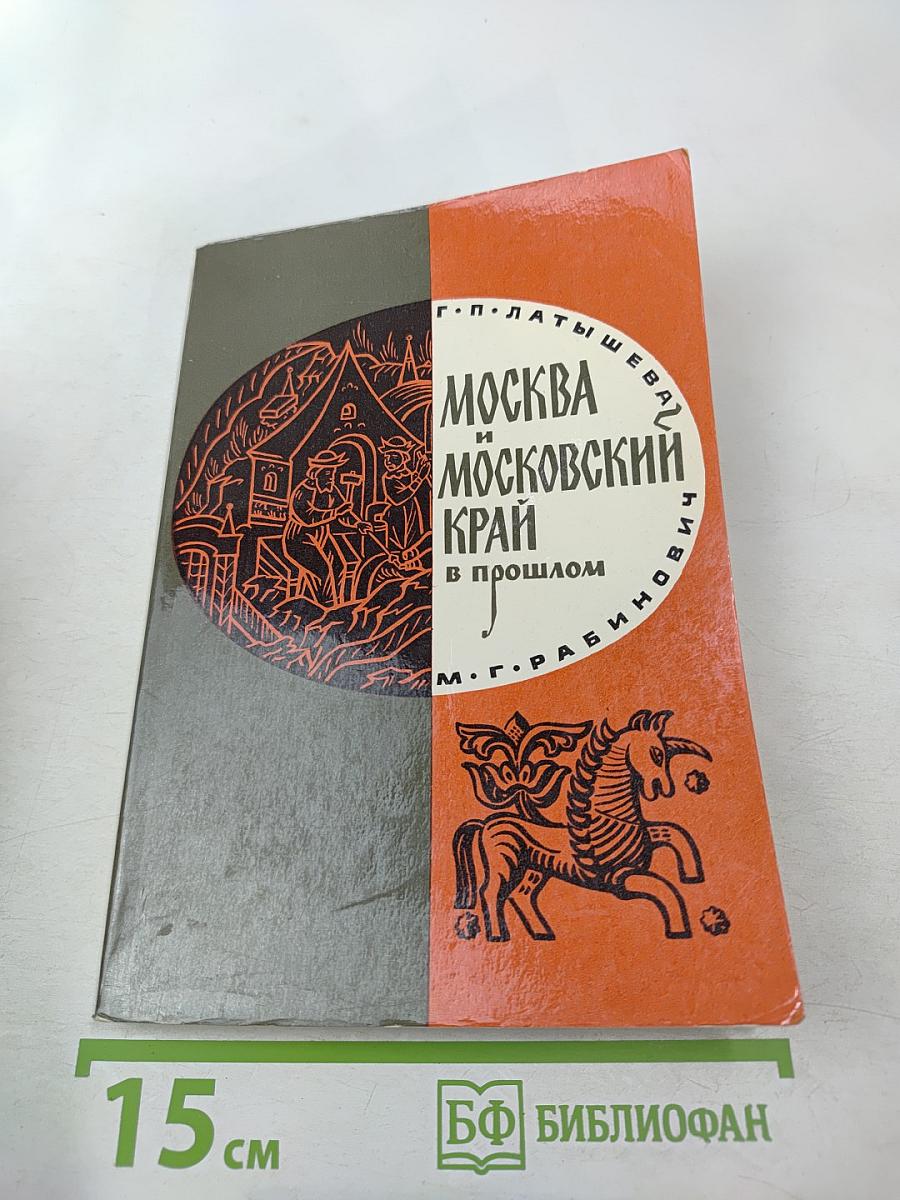 Г·П·ЛАТЫШЕВА
МОСКВА
И
МОСКОВСКИЙ
КРАЙ
в прошлом
М·Г·РАБИНОВИЧ
15 см
БФ БИБЛИОФАН